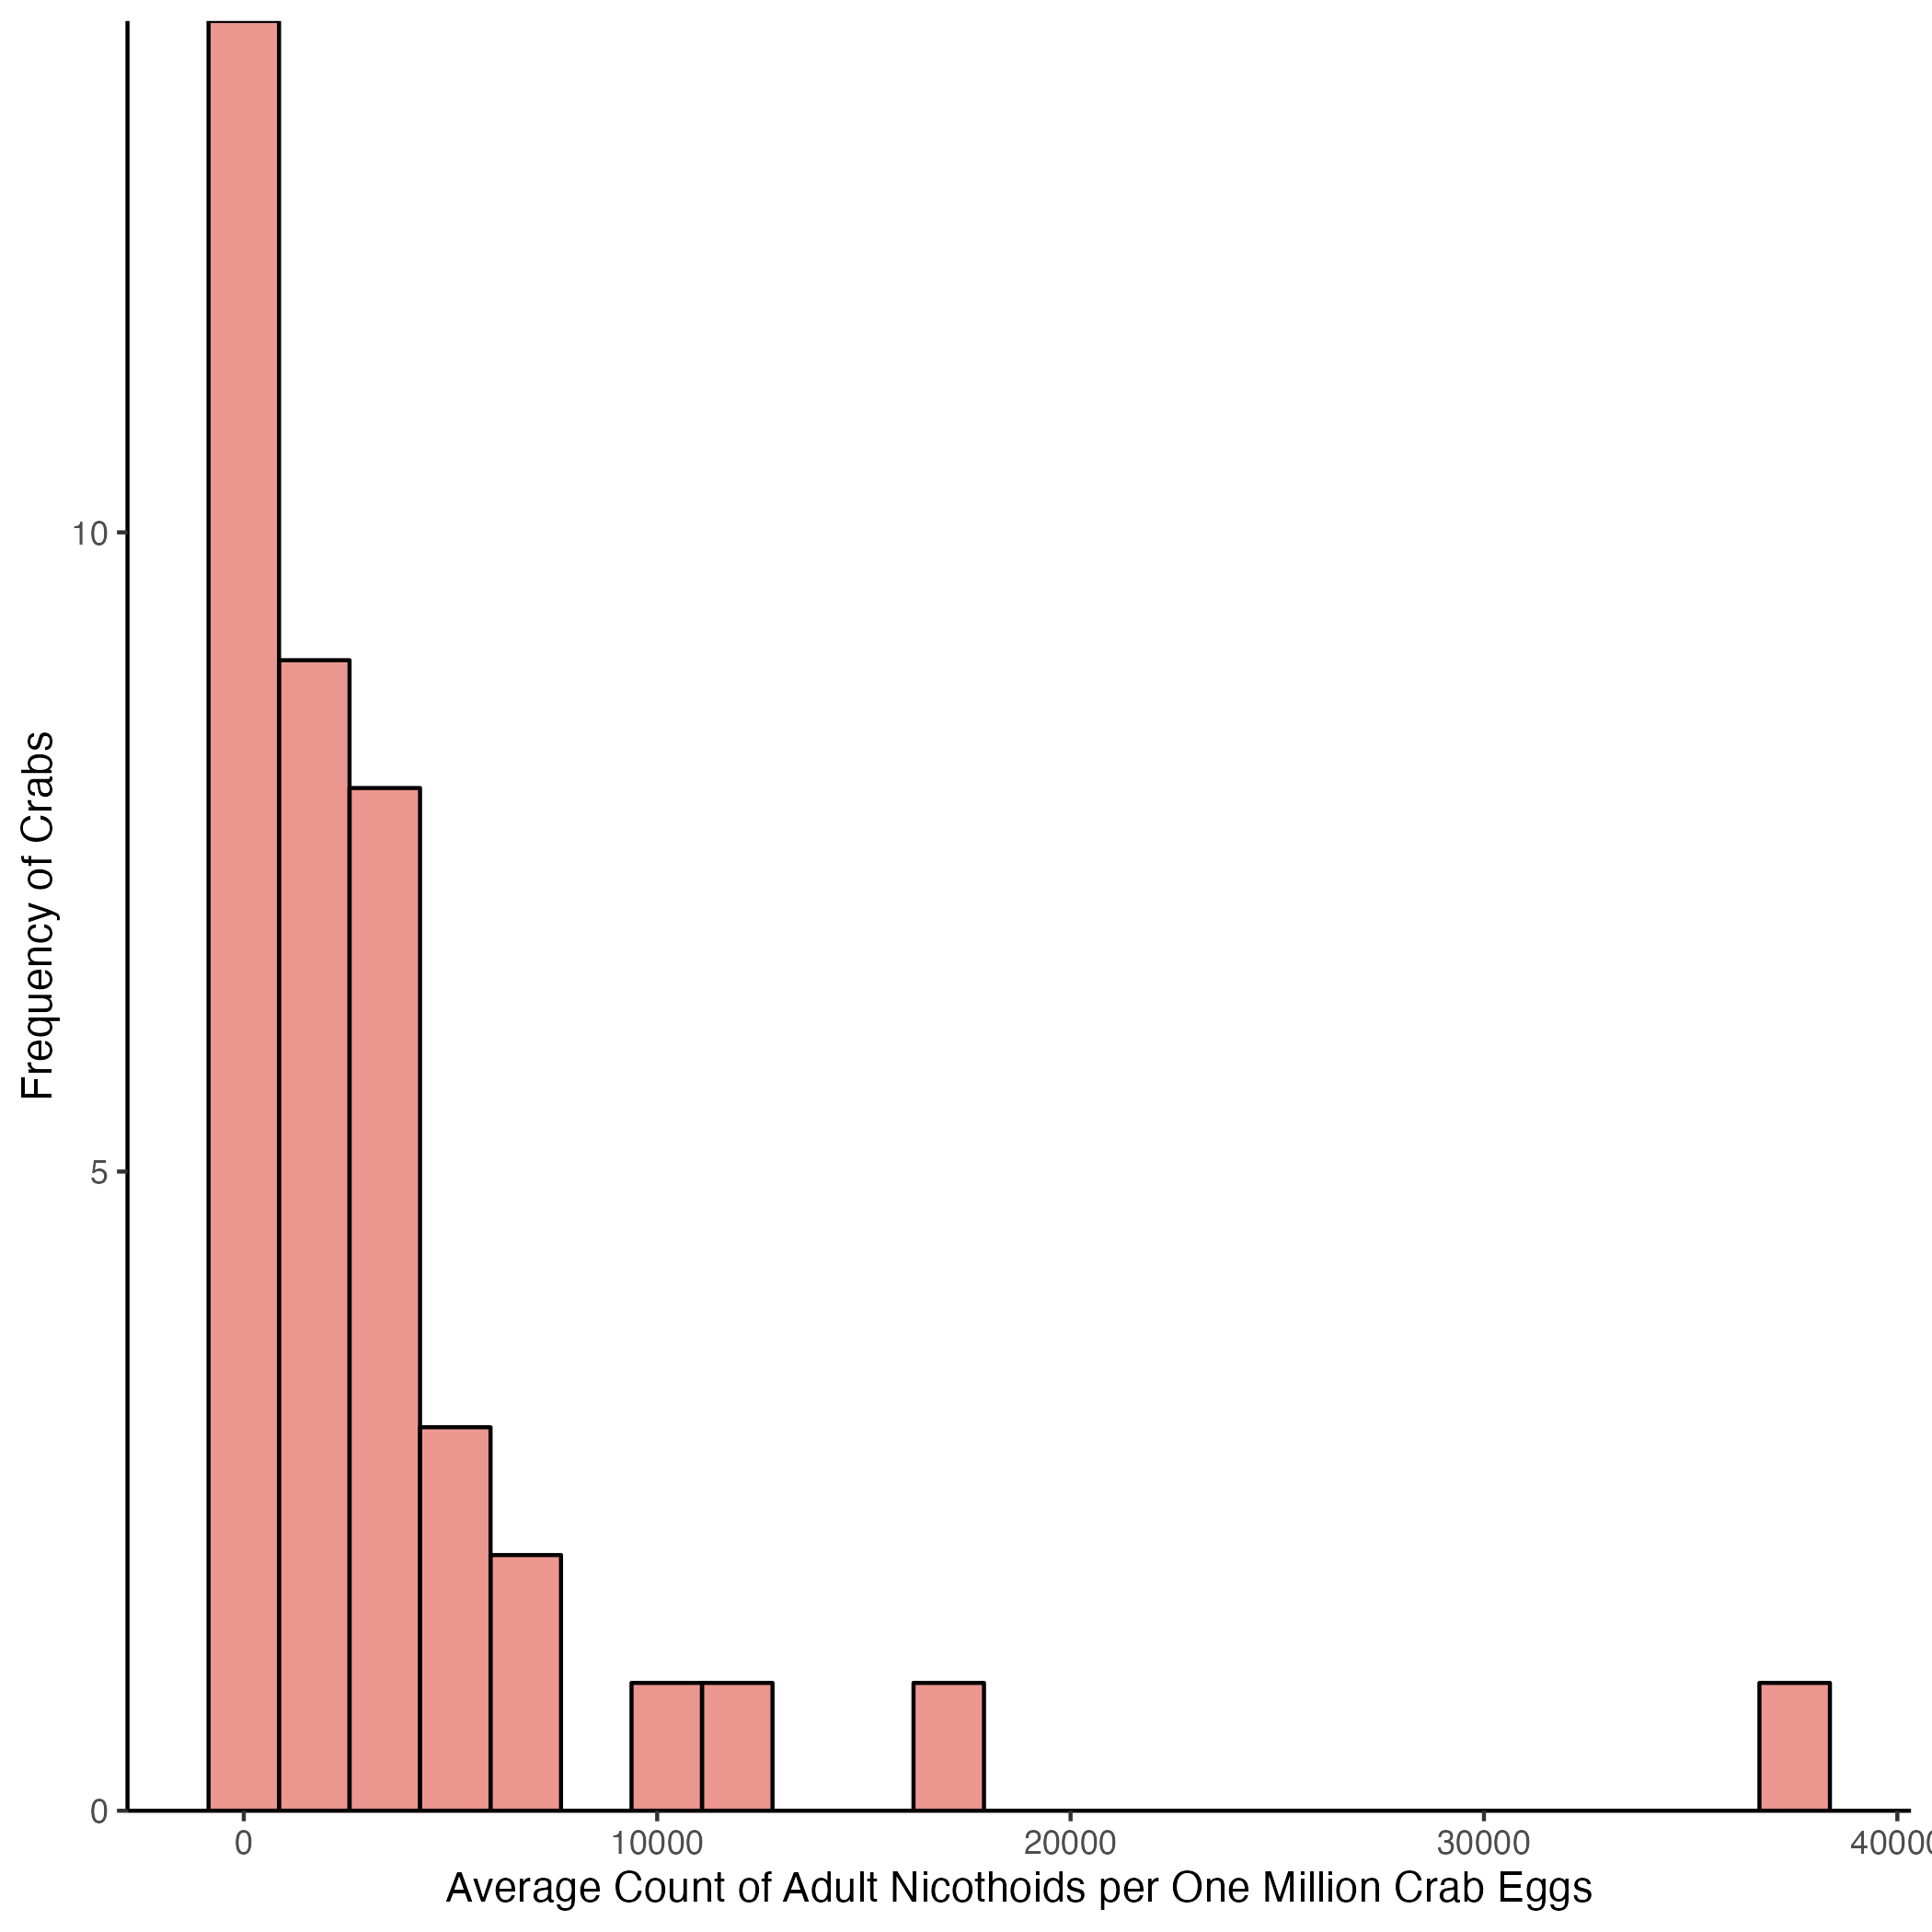 Frequency of Crabs
10
5
0
0 10000 20000 30000 4000
Average Count of Adult Nicothoids per One Million Crab Eggs